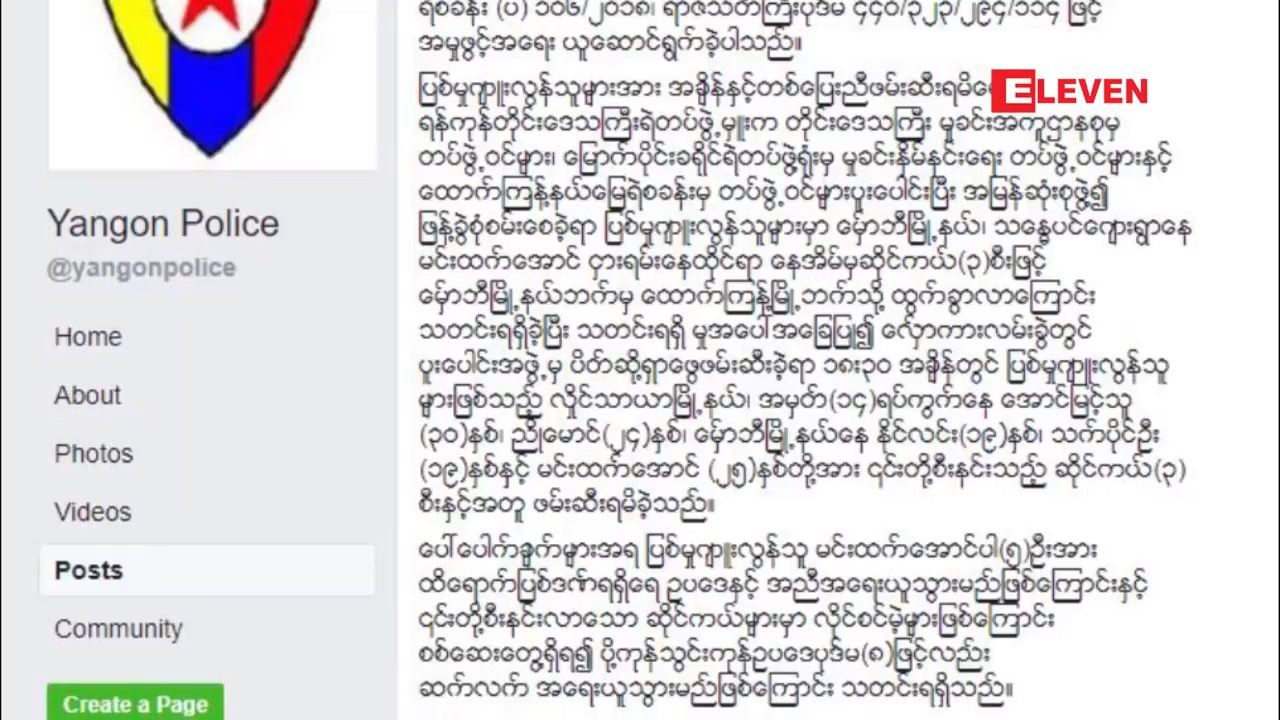 ရဲစခန်း (ပ) ၁၀၆/၂၀၁၈၊ ရာဇသတ်ကြီးပုဒ်မ ၄၄၀/၃၂၃/၂၉၄/၁၁၄ ဖြင့်
အမှုဖွင့်အရေး ယူဆောင်ရွက်ခဲ့ပါသည်။
ပြစ်မှုကျူးလွန်သူများအား အချိန်နှင့်တစ်ပြေးညီဖမ်းဆီးရမိရေး
ELEVEN
ရန်ကုန်တိုင်းဒေသကြီးရဲတပ်ဖွဲ့မှူးက တိုင်းဒေသကြီး မှုခင်းအကူဌာနစုမှ
တပ်ဖွဲ့ဝင်များ၊ မြောက်ပိုင်းခရိုင်ရဲတပ်ဖွဲ့ရုံးမှ မှုခင်းနှိမ်နင်းရေး တပ်ဖွဲ့ဝင်များနှင့်
ထောက်ကြန့်နယ်မြေရဲစခန်းမှ တပ်ဖွဲ့ဝင်များပူးပေါင်းပြီး အမြန်ဆုံးစုဖွဲ့၍
ဖြန့်ခွဲစုံစမ်းစေခဲ့ရာ ပြစ်မှုကျူးလွန်သူများမှာ မှော်ဘီမြို့နယ်၊ သနွေပင်ကျေးရွာနေ
မင်းထက်အောင် ငှားရမ်းနေထိုင်ရာ နေအိမ်မှဆိုင်ကယ်(၃)စီးဖြင့်
မှော်ဘီမြို့နယ်ဘက်မှ ထောက်ကြန့်မြို့ဘက်သို့ ထွက်ခွာလာကြောင်း
သတင်းရရှိခဲ့ပြီး သတင်းရရှိ မှုအပေါ်အခြေပြု၍ လှော်ကားလမ်းခွဲတွင်
ပူးပေါင်းအဖွဲ့မှ ပိတ်ဆို့ရှာဖွေဖမ်းဆီးခဲ့ရာ ၁၈း၃၀ အချိန်တွင် ပြစ်မှုကျူးလွန်သူ
များဖြစ်သည့် လှိုင်သာယာမြို့နယ်၊ အမှတ်(၁၄)ရပ်ကွက်နေ အောင်မြင့်သူ
(၃၀)နှစ်၊ ညိုမောင်(၂၄)နှစ်၊ မှော်ဘီမြို့နယ်နေ နိုင်လင်း(၁၉)နှစ်၊ သက်ပိုင်ဦး
(၁၉)နှစ်နှင့် မင်းထက်အောင် (၂၅)နှစ်တို့အား ၎င်းတို့စီးနင်းသည့် ဆိုင်ကယ်(၃)
စီးနှင့်အတူ ဖမ်းဆီးရမိခဲ့သည်။
ပေါ်ပေါက်ချက်များအရ ပြစ်မှုကျူးလွန်သူ မင်းထက်အောင်ပါ(၅)ဦးအား
ထိရောက်ပြစ်ဒဏ်ရရှိရေ ဥပဒေနှင့် အညီအရေးယူသွားမည်ဖြစ်ကြောင်းနှင့်
၎င်းတို့စီးနင်းလာသော ဆိုင်ကယ်များမှာ လိုင်စင်မဲ့များဖြစ်ကြောင်း
စစ်ဆေးတွေ့ရှိရ၍ ပို့ကုန်သွင်းကုန်ဥပဒေပုဒ်မ(၈)ဖြင့်လည်း
ဆက်လက် အရေးယူသွားမည်ဖြစ်ကြောင်း သတင်းရရှိသည်။
Yangon Police
@yangonpolice
Home
About
Photos
Videos
Posts
Community
Create a Page